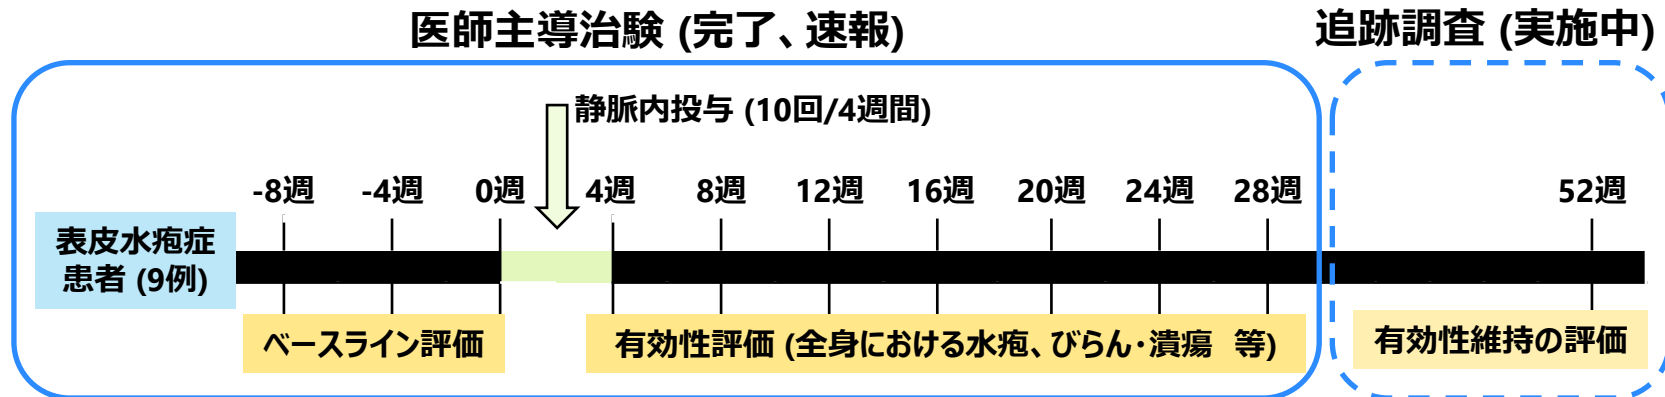 医師主導治験 (完了、速報)
追跡調査 (実施中)
静脈内投与 (10回/4週間)
-8週 -4週 0週 4週 8週 12週 16週 20週 24週 28週 52週
表皮水疱症
患者 (9例)
ベースライン評価
有効性評価 (全身における水疱、びらん・潰瘍 等)
有効性維持の評価